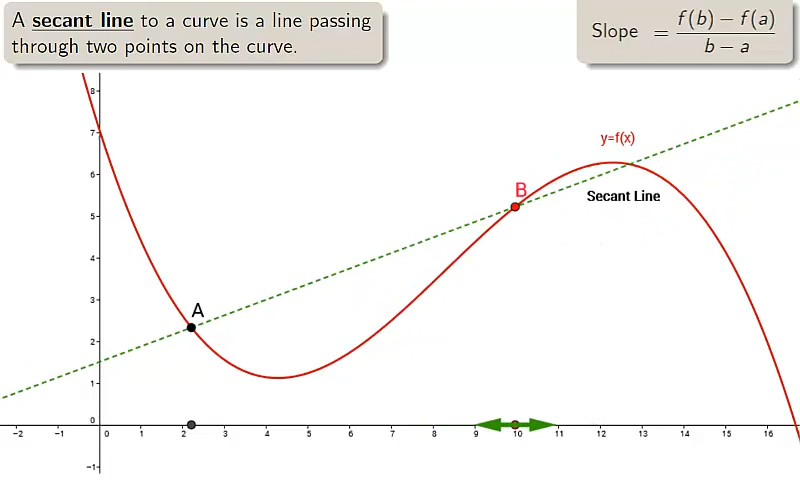 A secant line to a curve is a line passing
through two points on the curve.
Slope = f(b) − f(a)
b − a
8
7
y=f(x)
6
B
Secant Line
5
4
3
A
2
1
0
−2 −1 0 1 2 3 4 5 6 7 8 9 10 11 12 13 14 15 16
−1